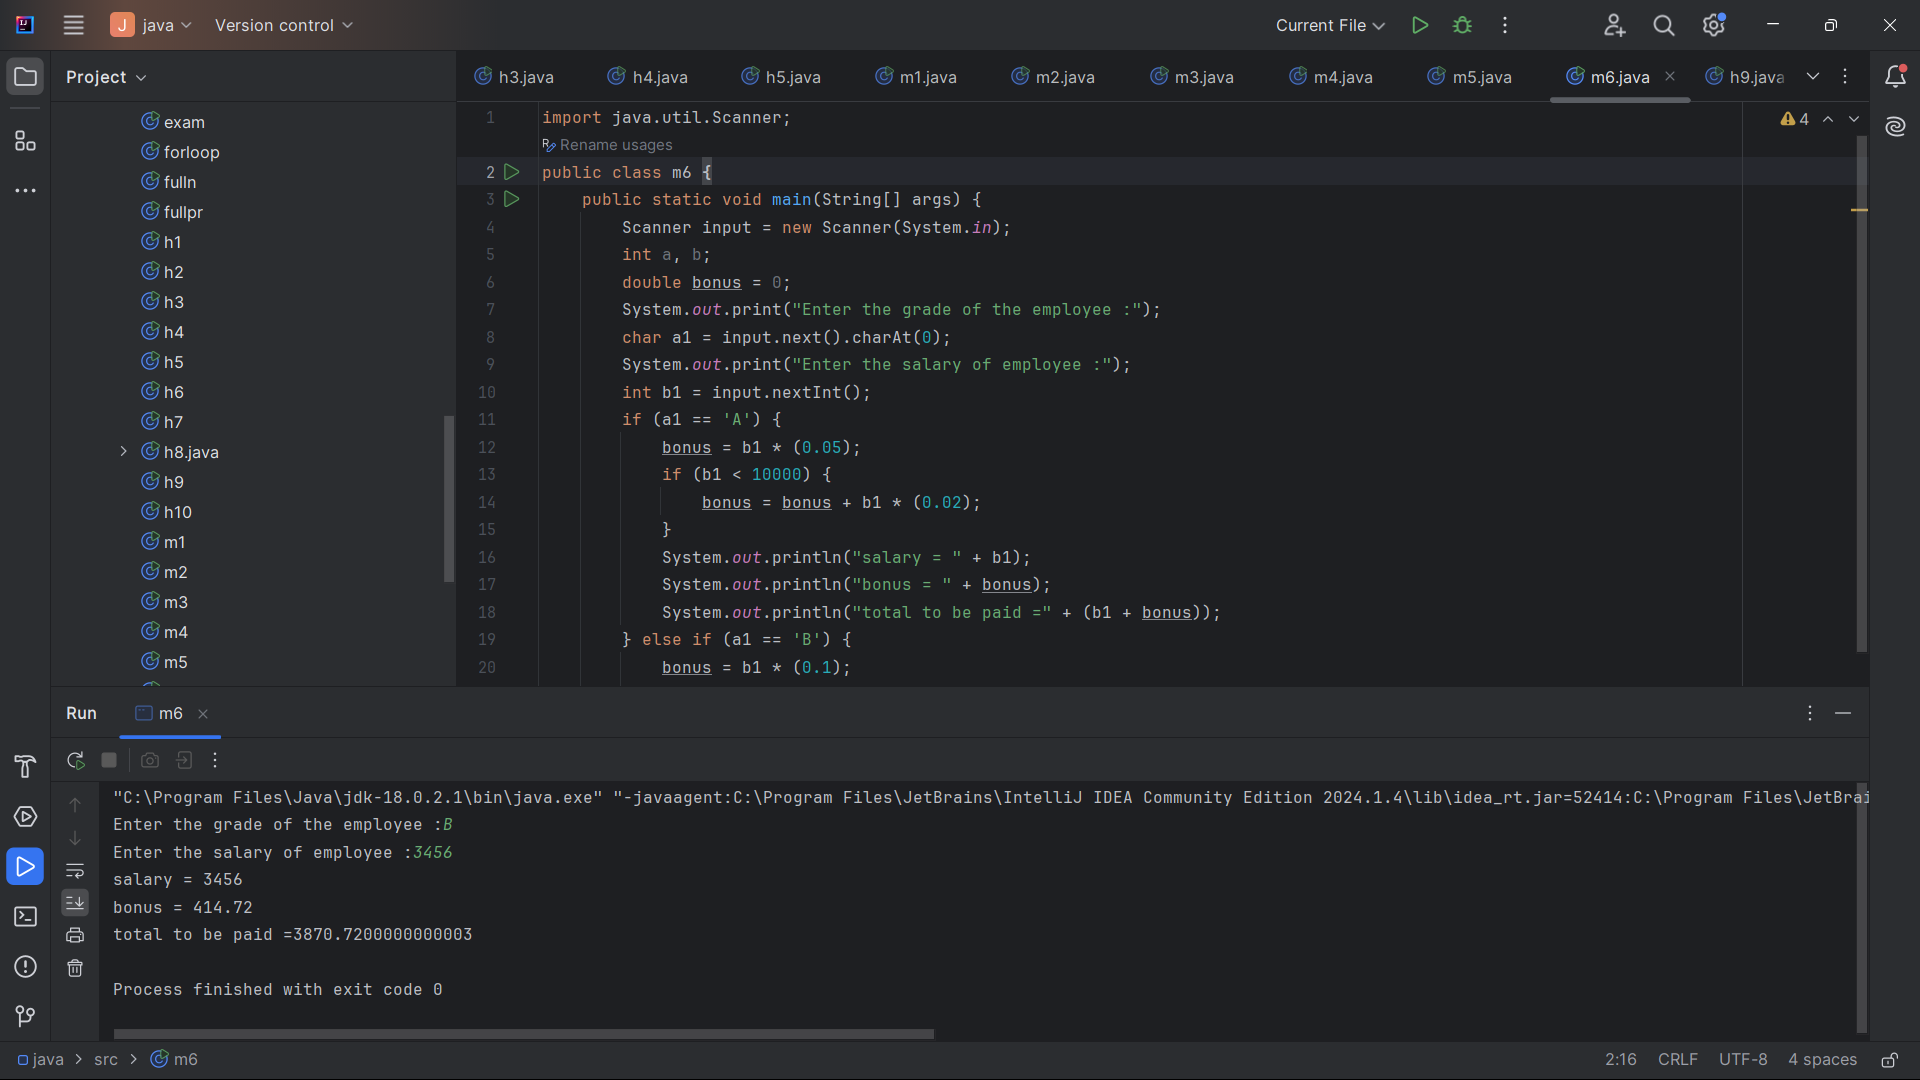 J java Version control Current File
Project
h3.java h4.java h5.java m1.java m2.java m3.java m4.java m5.java m6.java h9.java
exam
forloop
fulln
fullpr
h1
h2
h3
h4
h5
h6
h7
h8.java
h9
h10
m1
m2
m3
m4
m5
4
1 import java.util.Scanner;
Rename usages
2 public class m6 {
3 public static void main(String[] args) {
4 Scanner input = new Scanner(System.in);
5 int a, b;
6 double bonus = 0;
7 System.out.print("Enter the grade of the employee :");
8 char a1 = input.next().charAt(0);
9 System.out.print("Enter the salary of employee :");
10 int b1 = input.nextInt();
11 if (a1 == 'A') {
12 bonus = b1 * (0.05);
13 if (b1 < 10000) {
14 bonus = bonus + b1 * (0.02);
15 }
16 System.out.println("salary = " + b1);
17 System.out.println("bonus = " + bonus);
18 System.out.println("total to be paid =" + (b1 + bonus));
19 } else if (a1 == 'B') {
20 bonus = b1 * (0.1);
Run m6
"C:\Program Files\Java\jdk-18.0.2.1\bin\java.exe" "-javaagent:C:\Program Files\JetBrains\IntelliJ IDEA Community Edition 2024.1.4\lib\idea_rt.jar=52414:C:\Program Files\JetBrai
Enter the grade of the employee :B
Enter the salary of employee :3456
salary = 3456
bonus = 414.72
total to be paid =3870.7200000000003
Process finished with exit code 0
java > src > m6 2:16 CRLF UTF-8 4 spaces